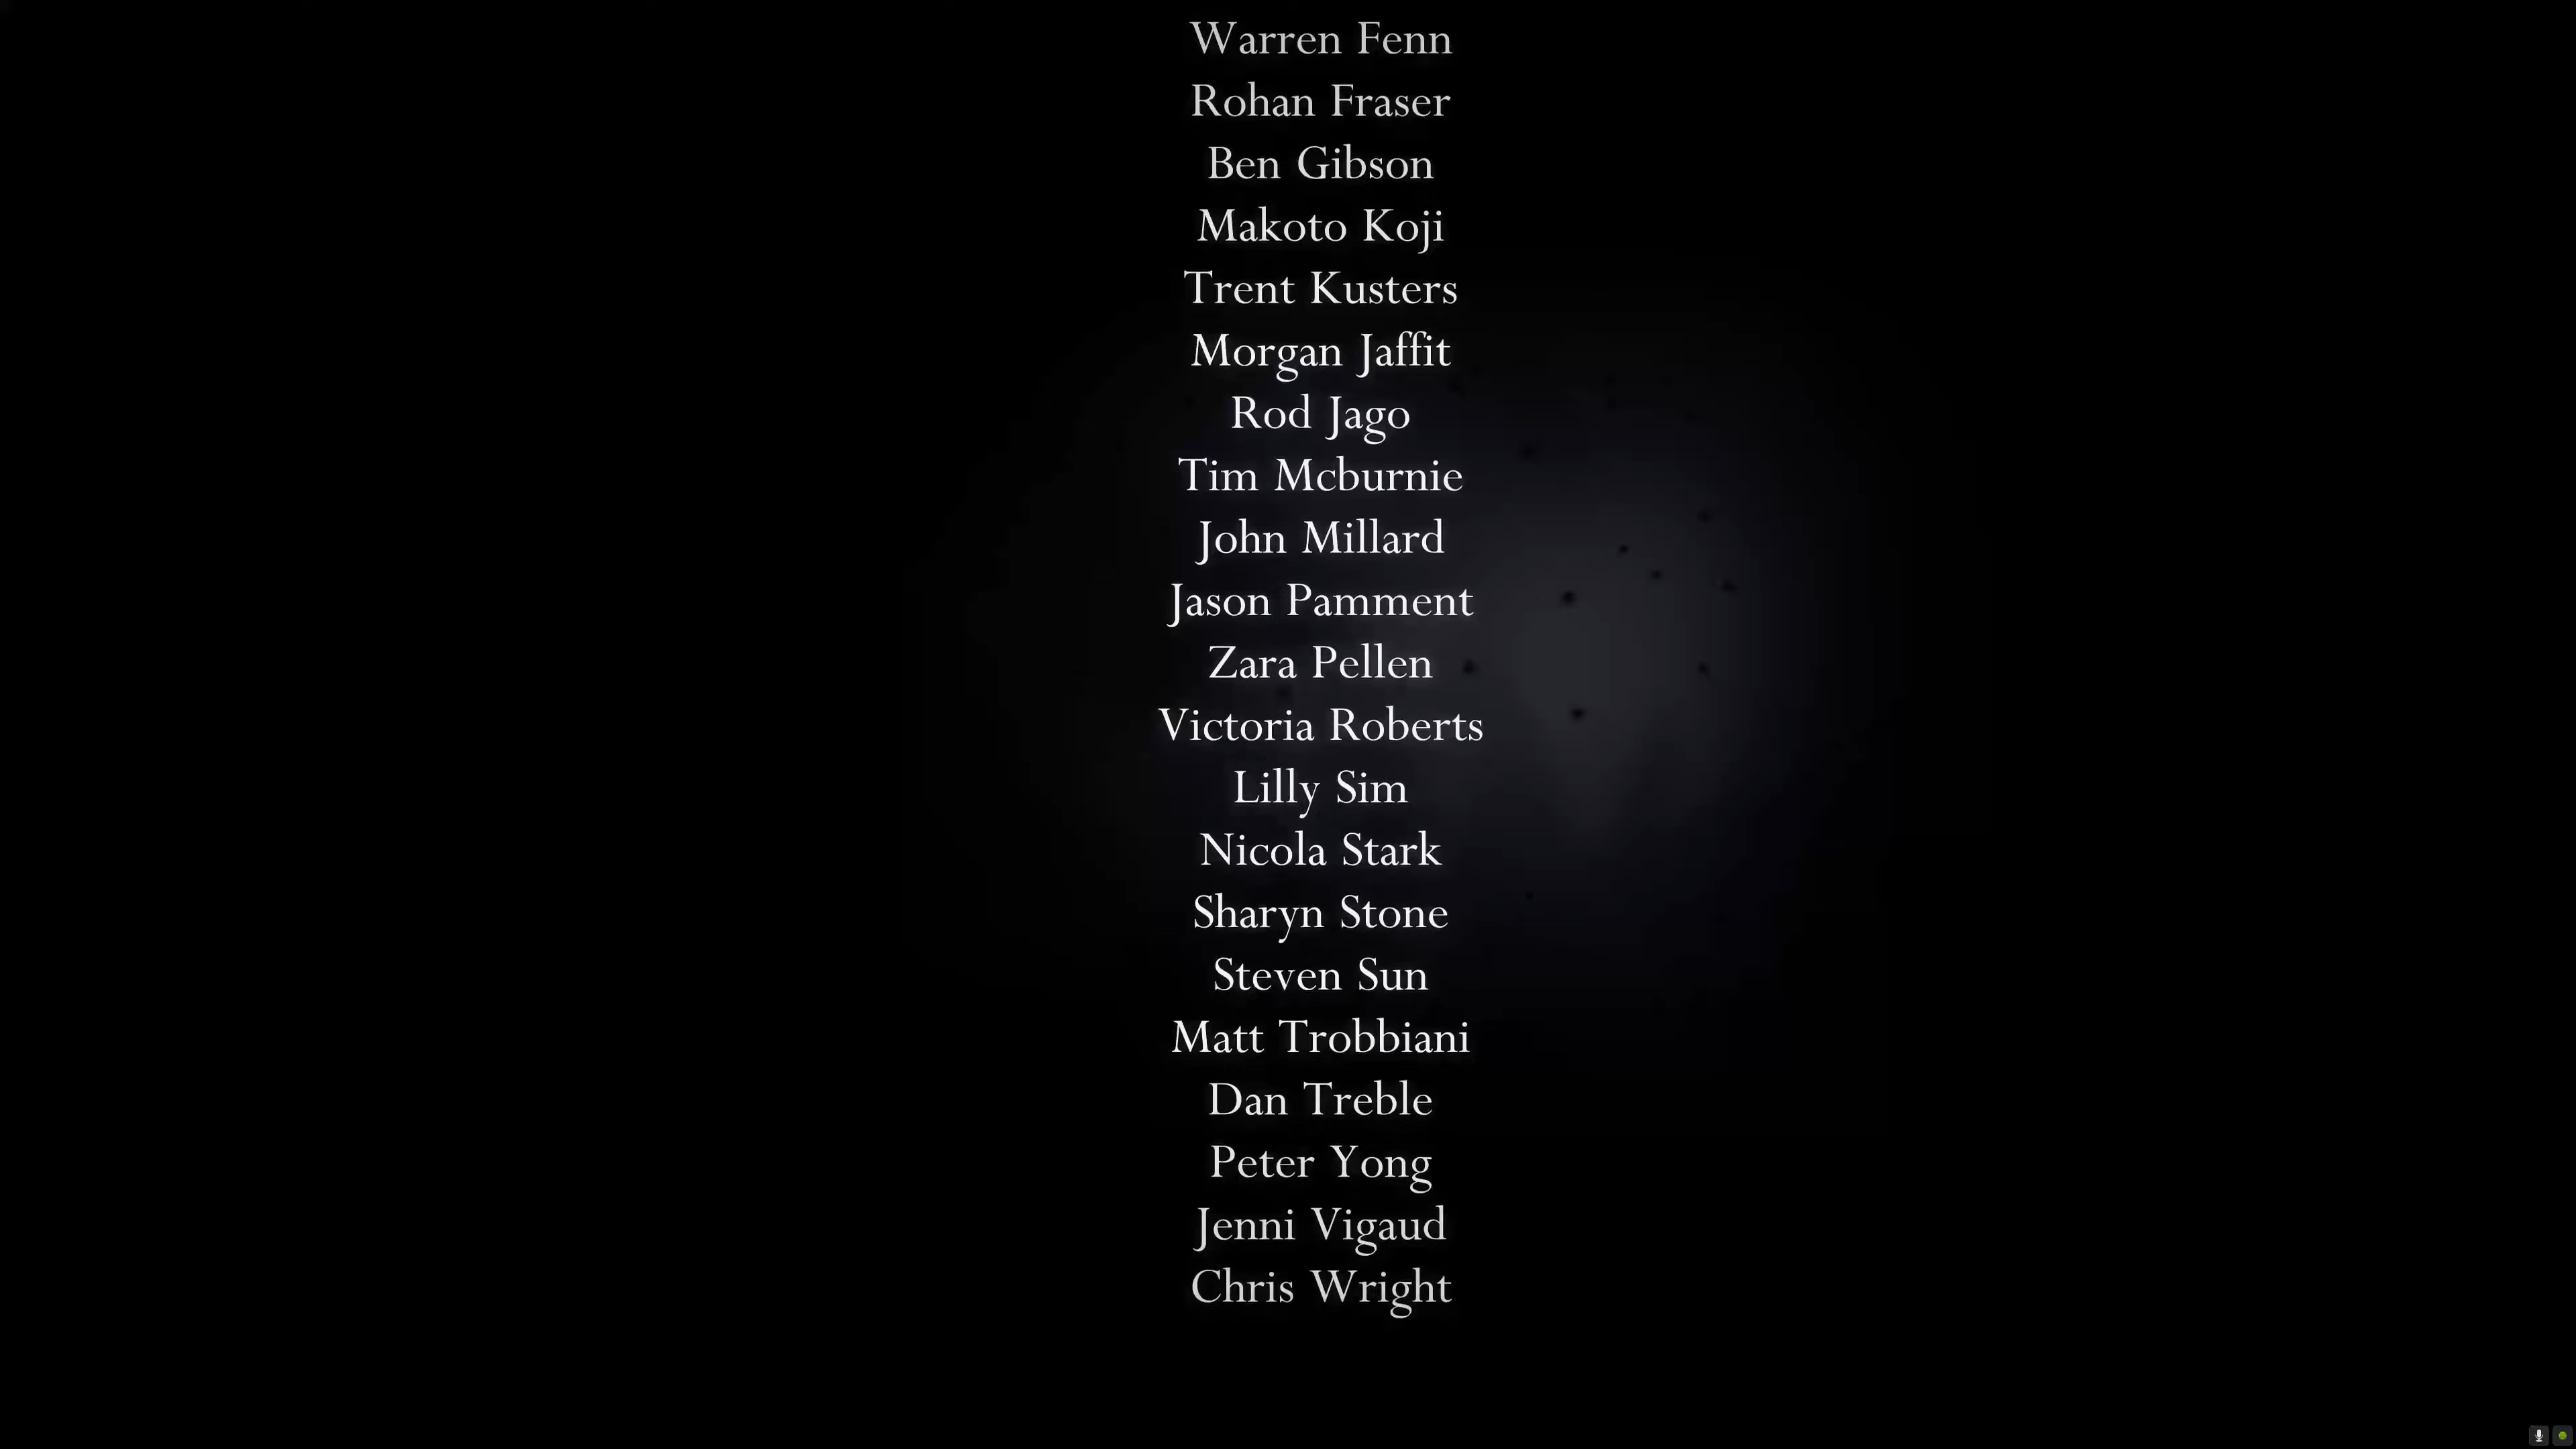 Warren Fenn
Rohan Fraser
Ben Gibson
Makoto Koji
Trent Kusters
Morgan Jaffit
Rod Jago
Tim Mcburnie
John Millard
Jason Pamment
Zara Pellen
Victoria Roberts
Lilly Sim
Nicola Stark
Sharyn Stone
Steven Sun
Matt Trobbiani
Dan Treble
Peter Yong
Jenni Vigaud
Chris Wright